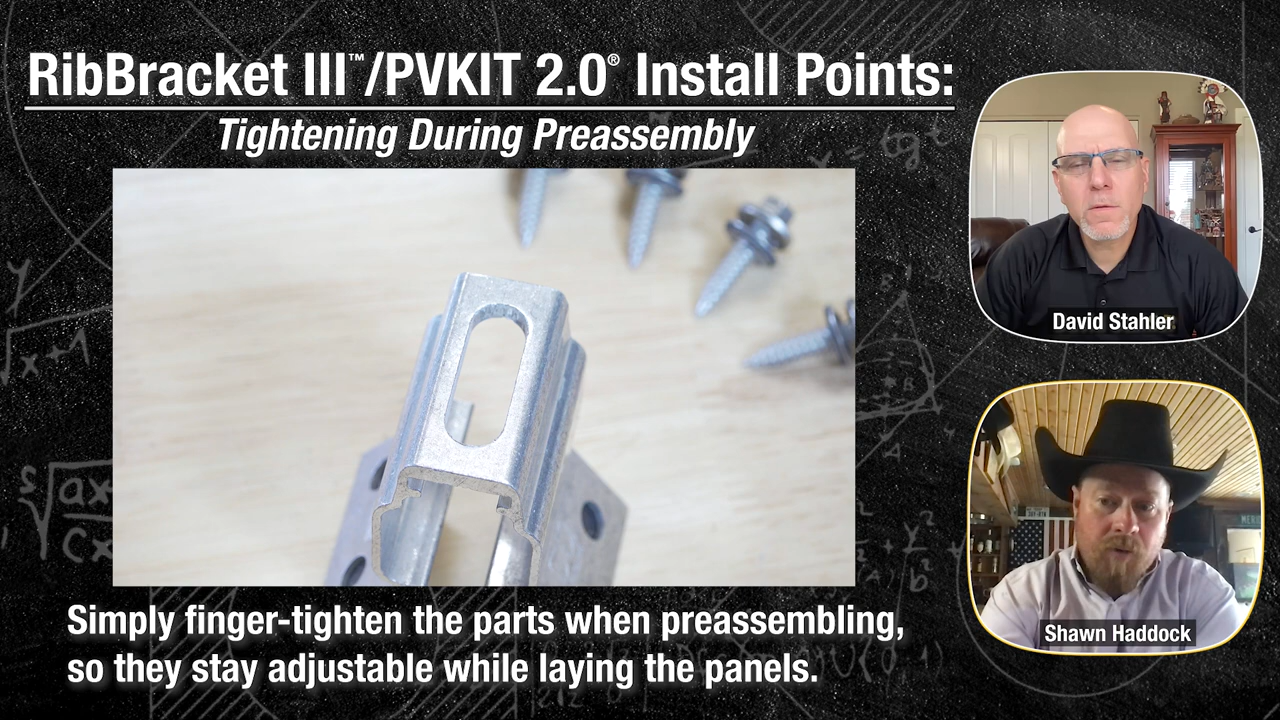 RibBracket III™/PVKIT 2.0® Install Points:
Tightening During Preassembly
David Stahler
Shawn Haddock
Simply finger-tighten the parts when preassembling,
so they stay adjustable while laying the panels.